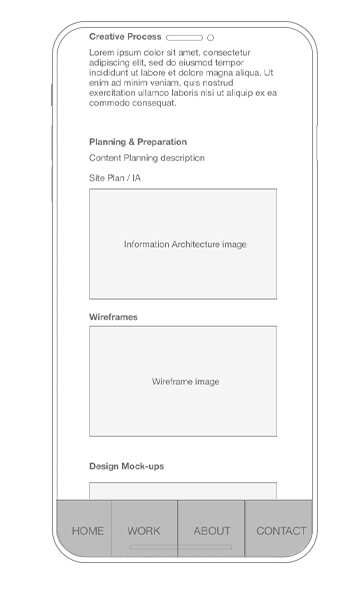 Creative Process
Lorem ipsum dolor sit amet, consectetur
adipiscing elit, sed do eiusmod tempor
incididunt ut labore et dolore magna aliqua. Ut
enim ad minim veniam, quis nostrud
exercitation ullamco laboris nisi ut aliquip ex ea
commodo consequat.
Planning & Preparation
Content Planning description
Site Plan / IA
Information Architecture image
Wireframes
Wireframe image
Design Mock-ups
HOME WORK ABOUT CONTACT